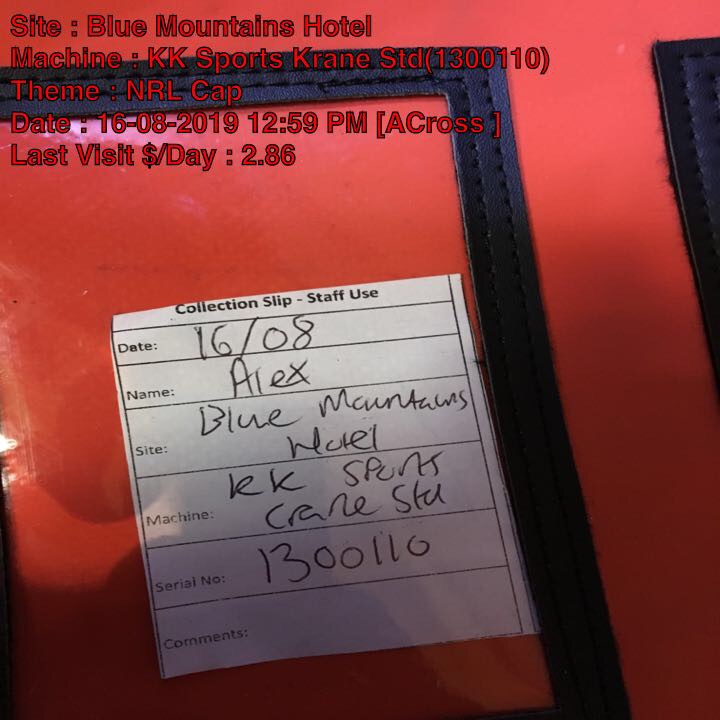 Site : Blue Mountains Hotel
Machine : KK Sports Krane Std(1300110)
Theme : NRL Cap
Date : 16-08-2019 12:59 PM [ACross ]
Last Visit $/Day : 2.86
Collection Slip - Staff Use
Date: 16/08
Name: Alex
Blue Mountains
Site: Hotel
KK Sports
Machine: Crane Std
Serial No: 1300110
Comments: